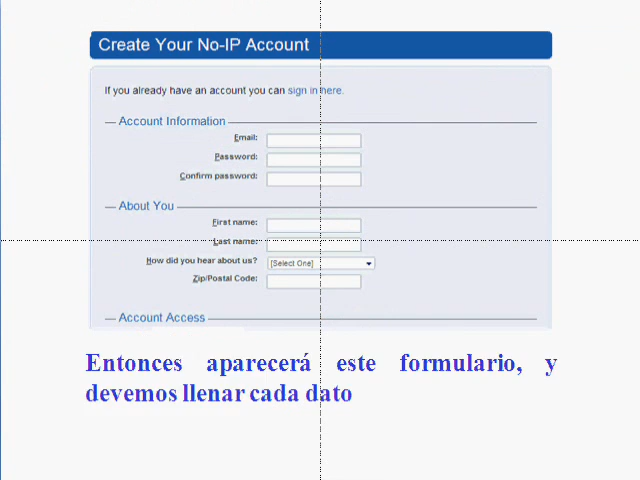 Create Your No-IP Account
If you already have an account you can sign in here.
Account Information
Email:
Password:
Confirm password:
About You
First name:
Last name:
How did you hear about us? [Select One]
Zip/Postal Code:
Account Access
Entonces aparecerá este formulario, y
devemos llenar cada dato